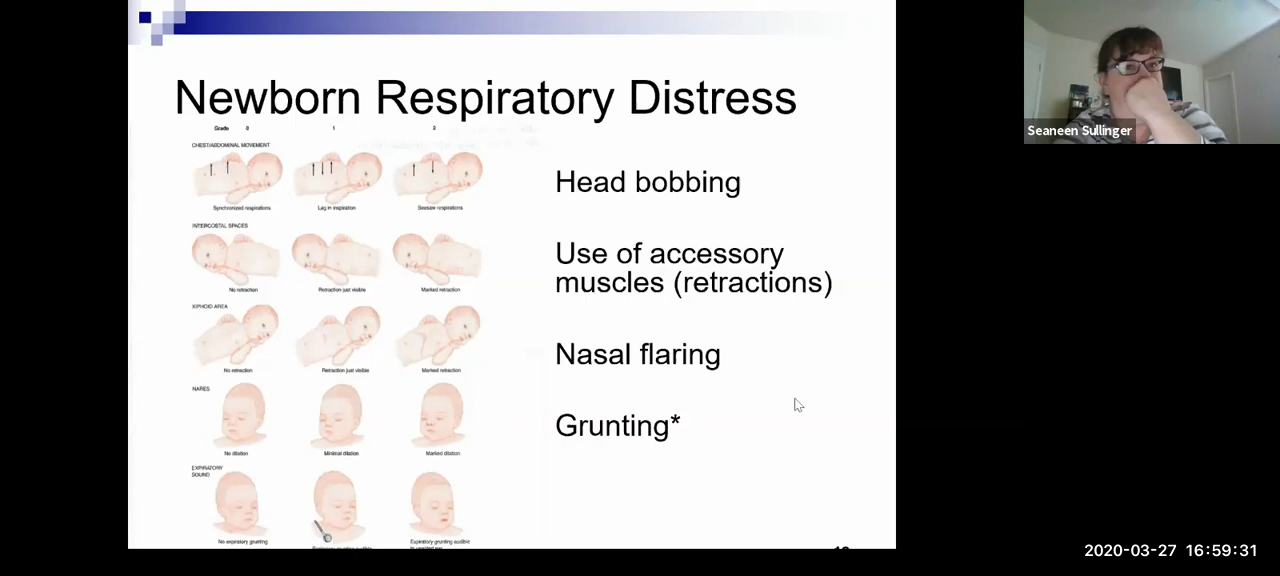 Newborn Respiratory Distress
Grade 0 1 2
CHEST/ABDOMINAL MOVEMENT
Synchronized respirations Lag in inspiration Seesaw respirations
INTERCOSTAL SPACES
No retraction Retraction just visible Marked retraction
XIPHOID AREA
No retraction Retraction just visible Marked retraction
NARES
No dilation Minimal dilation Marked dilation
EXPIRATORY
SOUND
No expiratory grunting Expiratory grunting audible
Head bobbing
Use of accessory
muscles (retractions)
Nasal flaring
Grunting*
Seaneen Sullinger
2020-03-27 16:59:31